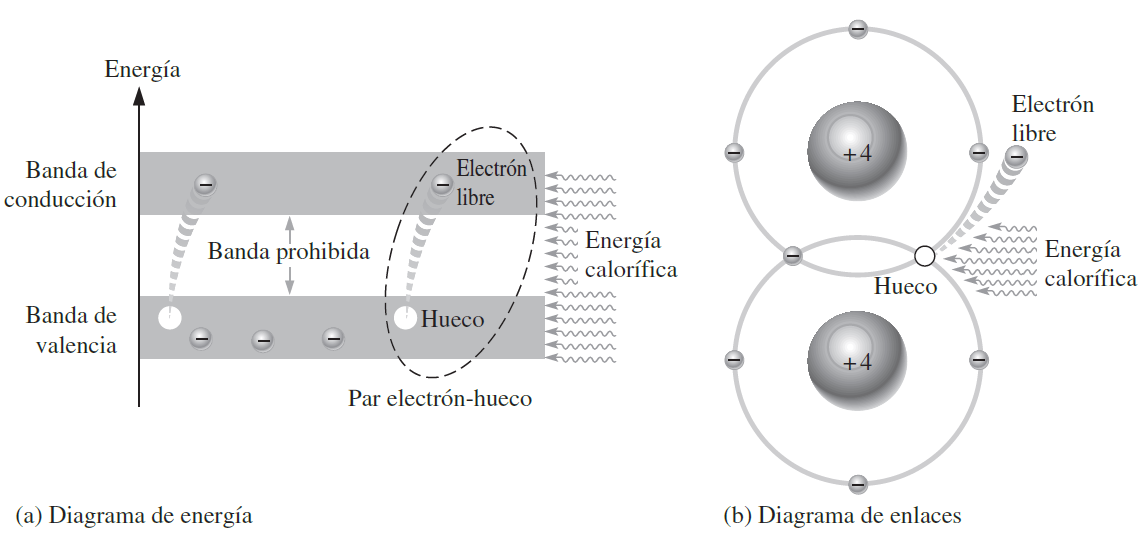 Energía
Banda de
conducción
Electrón
libre
Banda prohibida
Energía
calorífica
Banda de
valencia
Hueco
Par electrón-hueco
(a) Diagrama de energía
+4
Electrón
libre
Energía
calorífica
Hueco
+4
(b) Diagrama de enlaces